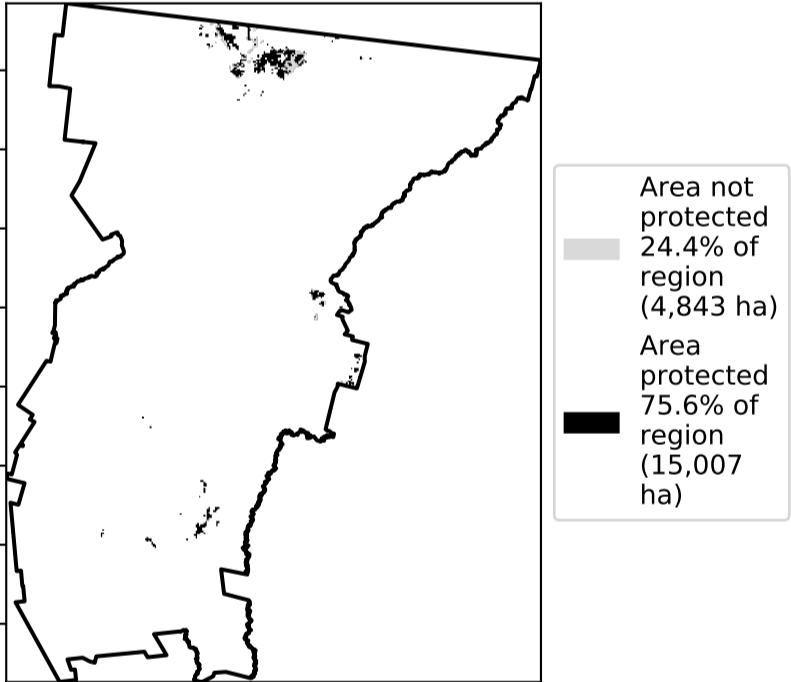 Area not
protected
24.4% of
region
(4,843 ha)
Area
protected
75.6% of
region
(15,007
ha)